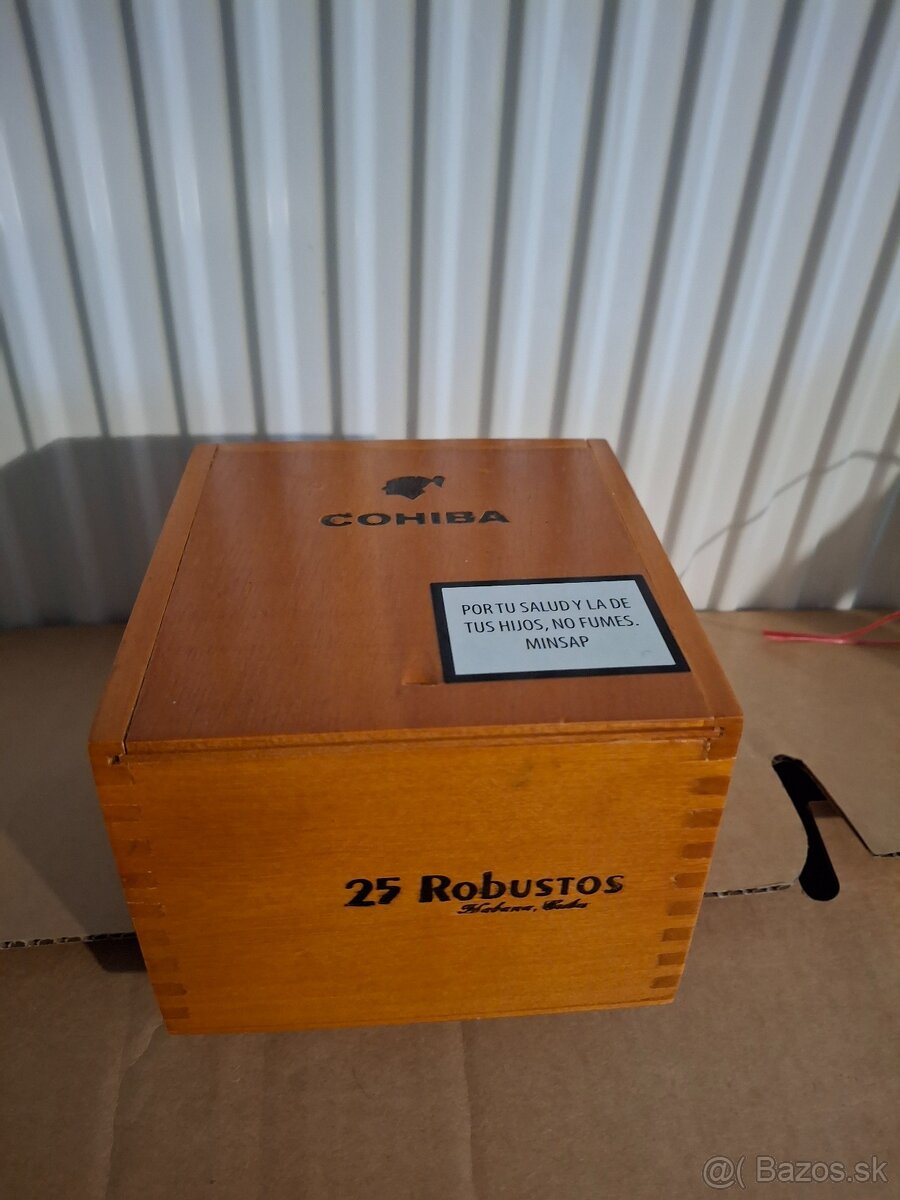 COHIBA
POR TU SALUD Y LA DE
TUS HIJOS, NO FUMES.
MINSAP
25 ROBUSTOS
Habana, Cuba
@( Bazos.sk